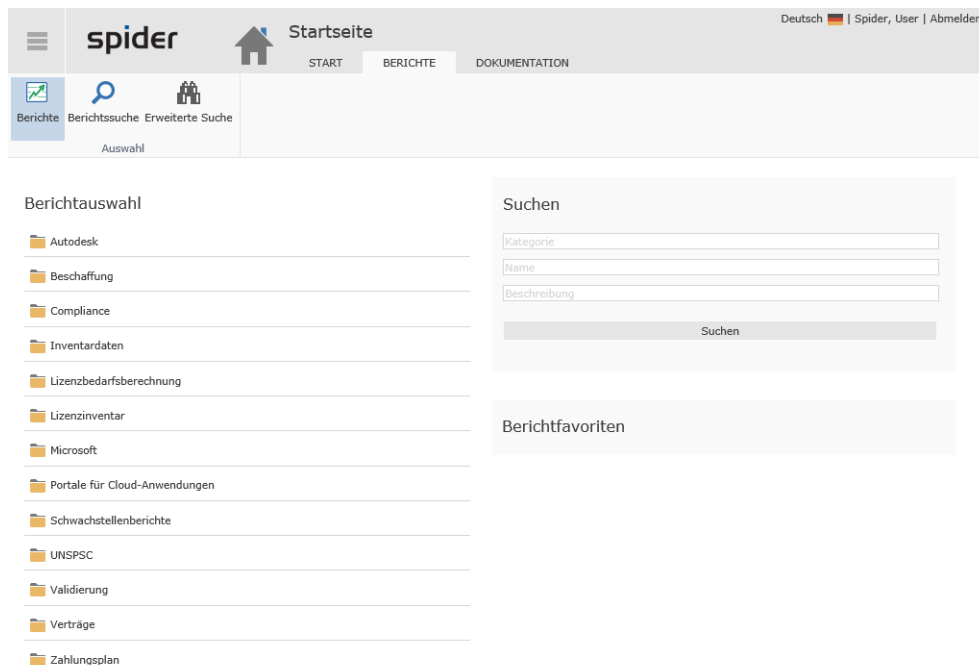 Deutsch | Spider, User | Abmelden
spider
Startseite
START BERICHTE DOKUMENTATION
Berichte Berichtssuche Erweiterte Suche
Auswahl
Berichtauswahl
Autodesk
Beschaffung
Compliance
Inventardaten
Lizenzbedarfsberechnung
Lizenzinventar
Microsoft
Portale für Cloud-Anwendungen
Schwachstellenberichte
UNSPSC
Validierung
Verträge
Zahlungsplan
Suchen
Kategorie
Name
Beschreibung
Suchen
Berichtfavoriten